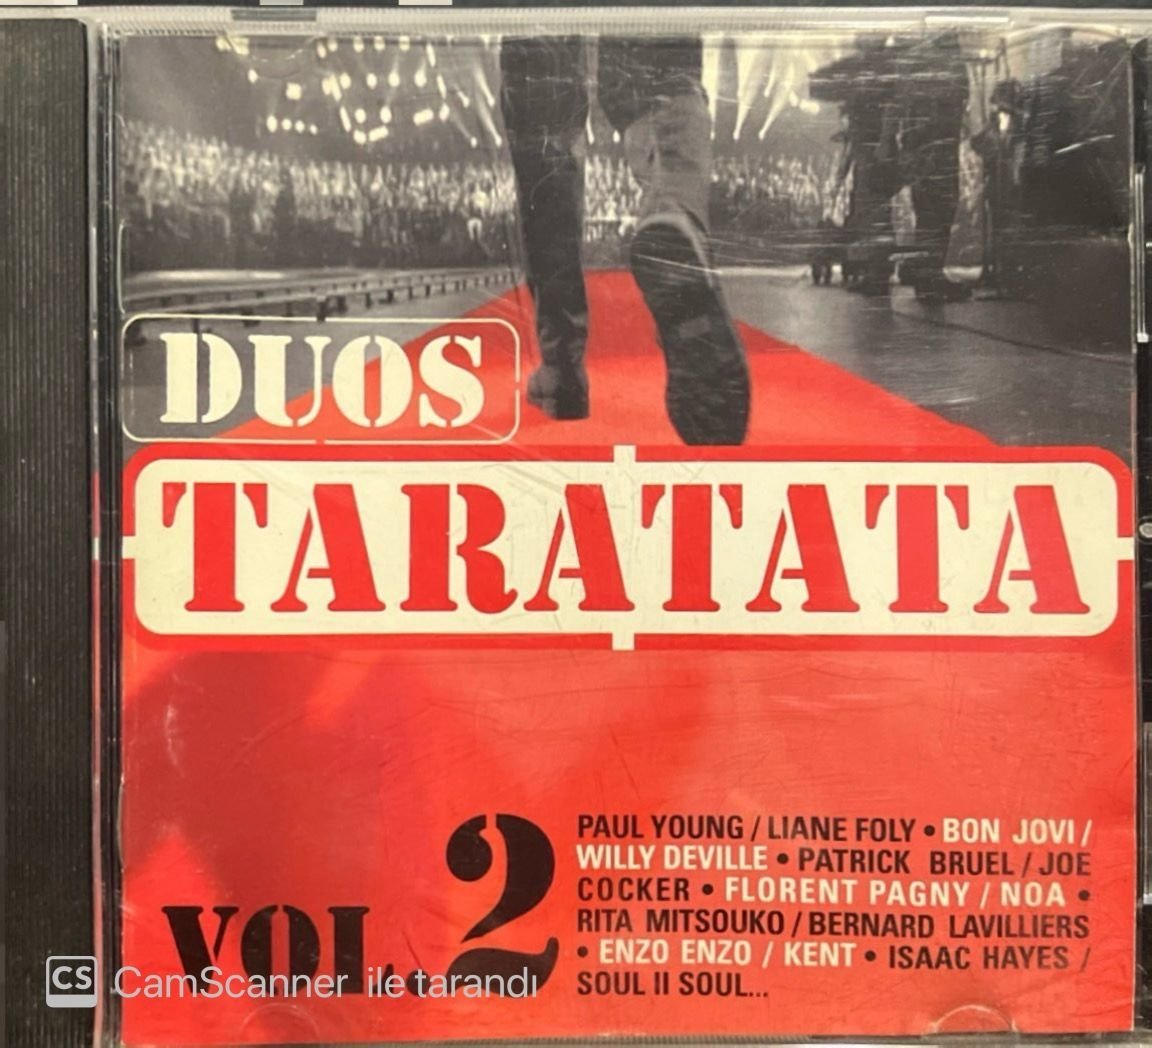 DUOS
TARATATA
VOL. 2
PAUL YOUNG / LIANE FOLY • BON JOVI /
WILLY DEVILLE • PATRICK BRUEL / JOE
COCKER • FLORENT PAGNY / NOA •
RITA MITSOUKO / BERNARD LAVILLIERS
• ENZO ENZO / KENT • ISAAC HAYES /
SOUL II SOUL...
CS CamScanner ile tarandı